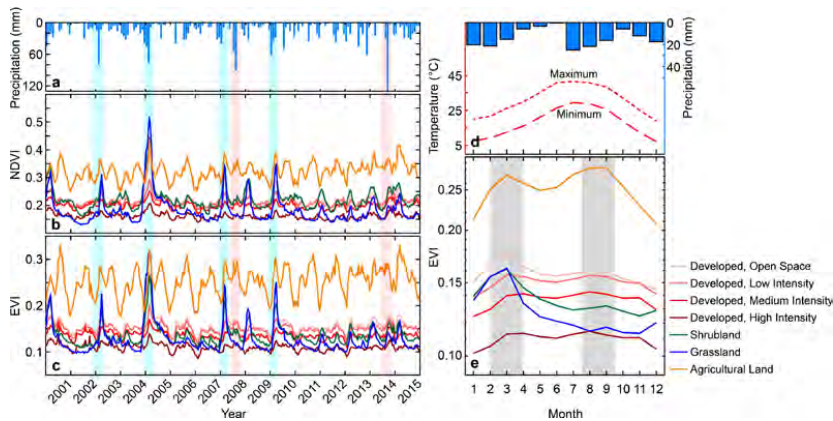 Precipitation (mm)
0
60
120
a
NDVI
0.5
0.4
0.3
0.2
b
EVI
0.3
0.2
0.1
c
2001 2002 2003 2004 2005 2006 2007 2008 2009 2010 2011 2012 2013 2014 2015
Year
Temperature (°C)
45
25
5
Maximum
Minimum
d
0
20
40
Precipitation (mm)
EVI
0.25
0.20
0.15
0.10
e
1 2 3 4 5 6 7 8 9 10 11 12
Month
Developed, Open Space
Developed, Low Intensity
Developed, Medium Intensity
Developed, High Intensity
Shrubland
Grassland
Agricultural Land